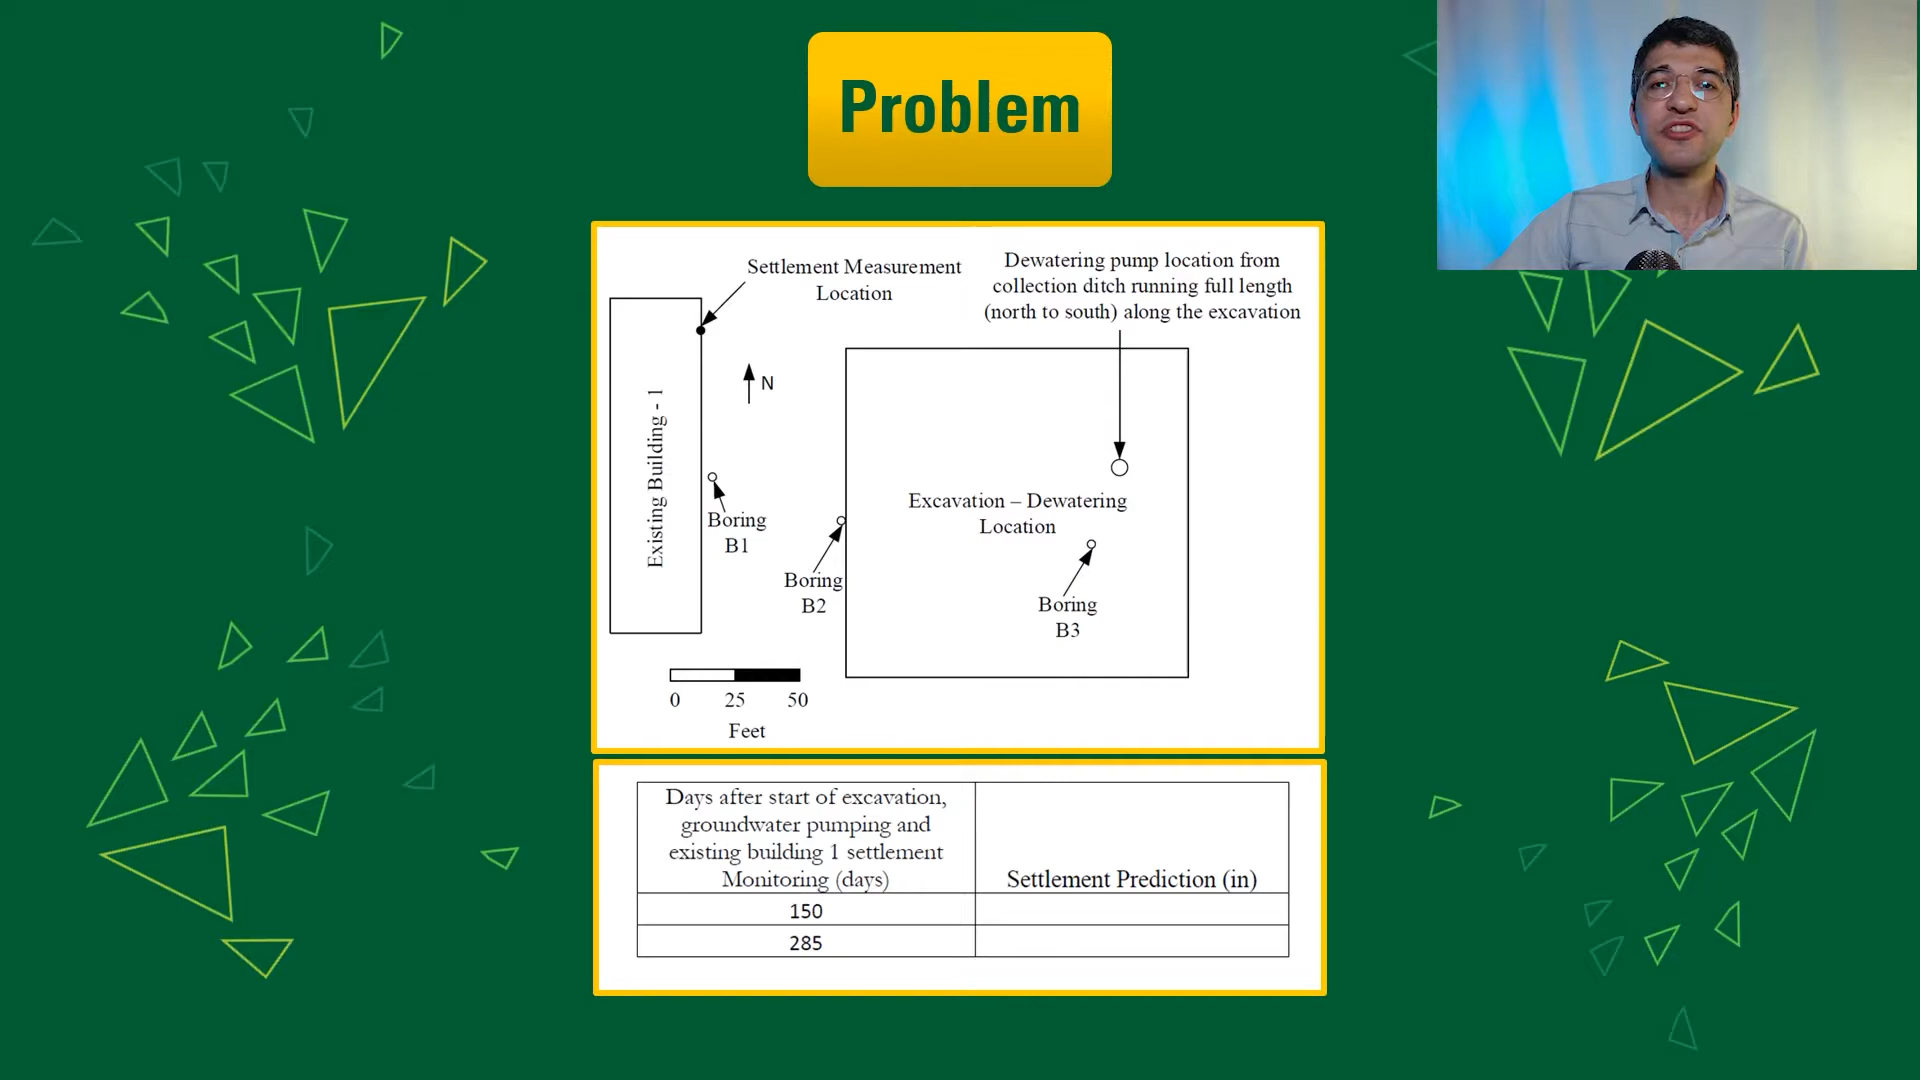 Problem
Settlement Measurement
Location
Dewatering pump location from
collection ditch running full length
(north to south) along the excavation
N
Existing Building - 1
Boring
B1
Boring
B2
Excavation – Dewatering
Location
Boring
B3
0 25 50
Feet
Days after start of excavation,
groundwater pumping and
existing building 1 settlement
Monitoring (days)
Settlement Prediction (in)
150
285